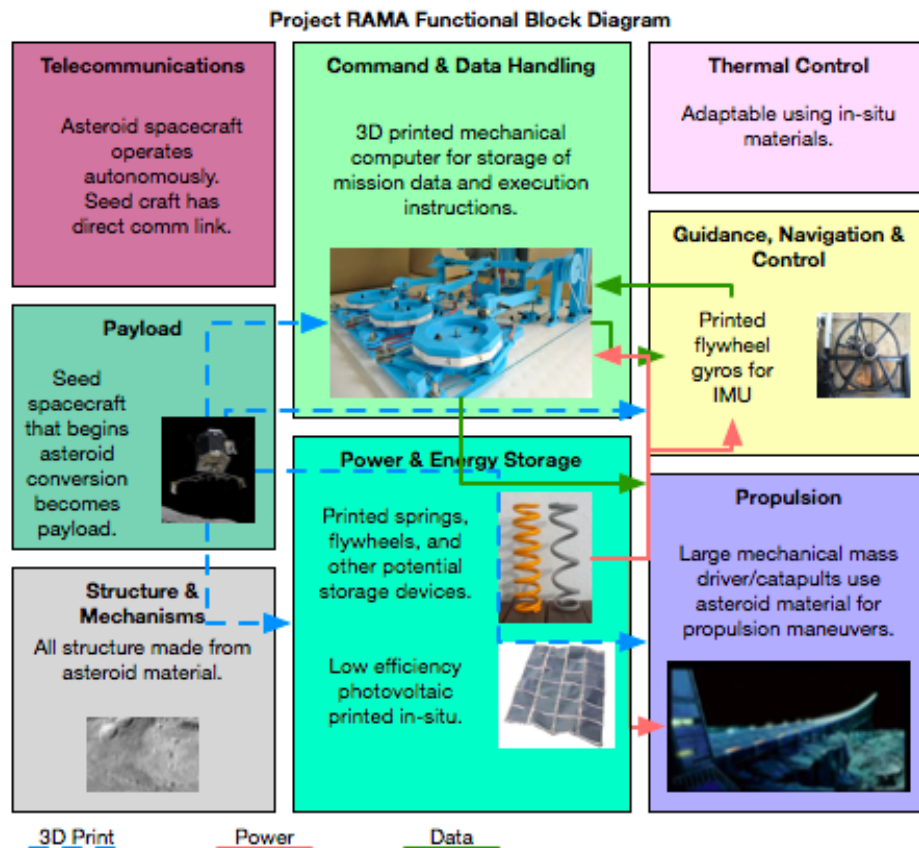 Project RAMA Functional Block Diagram
Telecommunications
Asteroid spacecraft
operates
autonomously.
Seed craft has
direct comm link.
Command & Data Handling
3D printed mechanical
computer for storage of
mission data and execution
instructions.
Thermal Control
Adaptable using in-situ
materials.
Guidance, Navigation &
Control
Printed
flywheel
gyros for
IMU
Payload
Seed
spacecraft
that begins
asteroid
conversion
becomes
payload.
Power & Energy Storage
Printed springs,
flywheels, and
other potential
storage devices.
Low efficiency
photovoltaic
printed in-situ.
Propulsion
Large mechanical mass
driver/catapults use
asteroid material for
propulsion maneuvers.
Structure &
Mechanisms
All structure made from
asteroid material.
3D Print
Power
Data